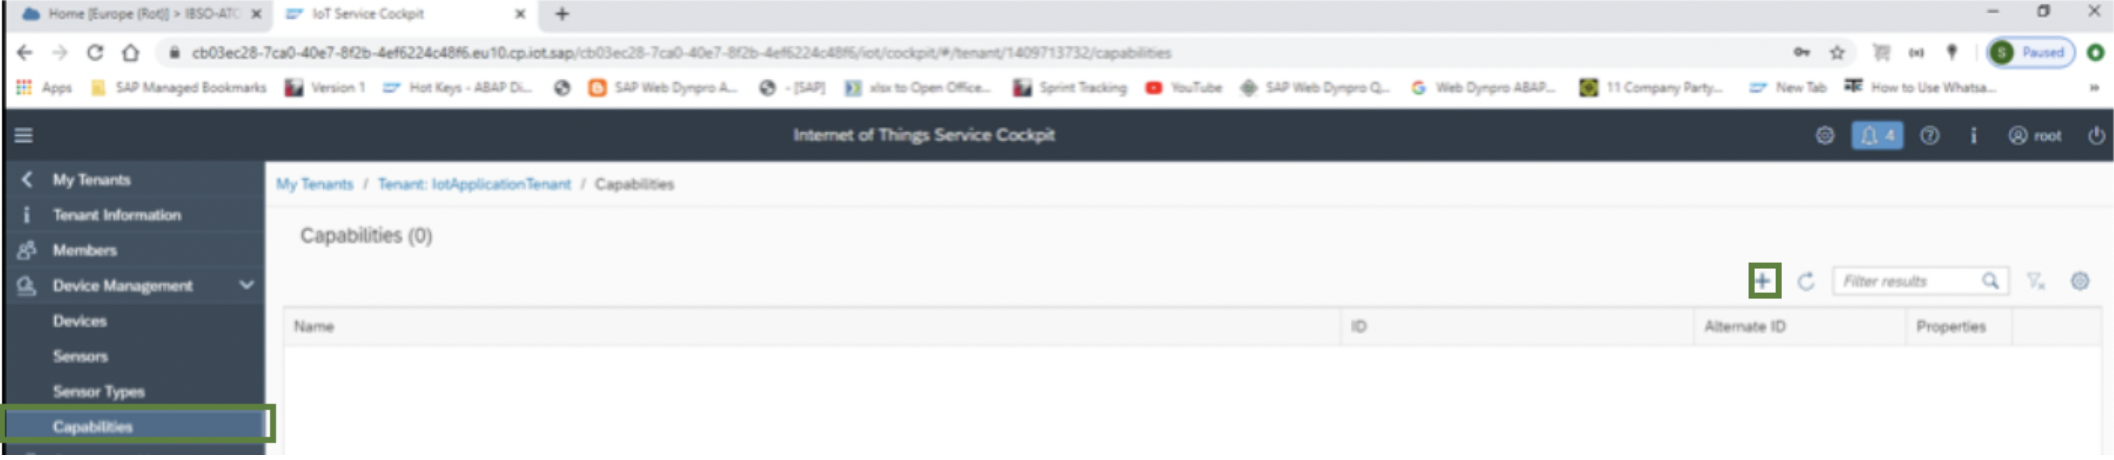 Home [Europe (Rot)] > IBSO-ATC
IoT Service Cockpit
cb03ec28-7ca0-40e7-8f2b-4ef6224c48f6.eu10.cp.iot.sap/cb03ec28-7ca0-40e7-8f2b-4ef6224c48f6/iot/cockpit/#/tenant/1409713732/capabilities
S Paused
Apps SAP Managed Bookmarks Version 1 Hot Keys - ABAP Di... SAP Web Dynpro A... - [SAP] xlsx to Open Office... Sprint Tracking YouTube SAP Web Dynpro Q... Web Dynpro ABAP... 11 Company Party... New Tab How to Use Whatsa... »
Internet of Things Service Cockpit
4 root
My Tenants
Tenant Information
Members
Device Management
Devices
Sensors
Sensor Types
Capabilities
My Tenants / Tenant: IotApplicationTenant / Capabilities
Capabilities (0)
Filter results
Name ID Alternate ID Properties